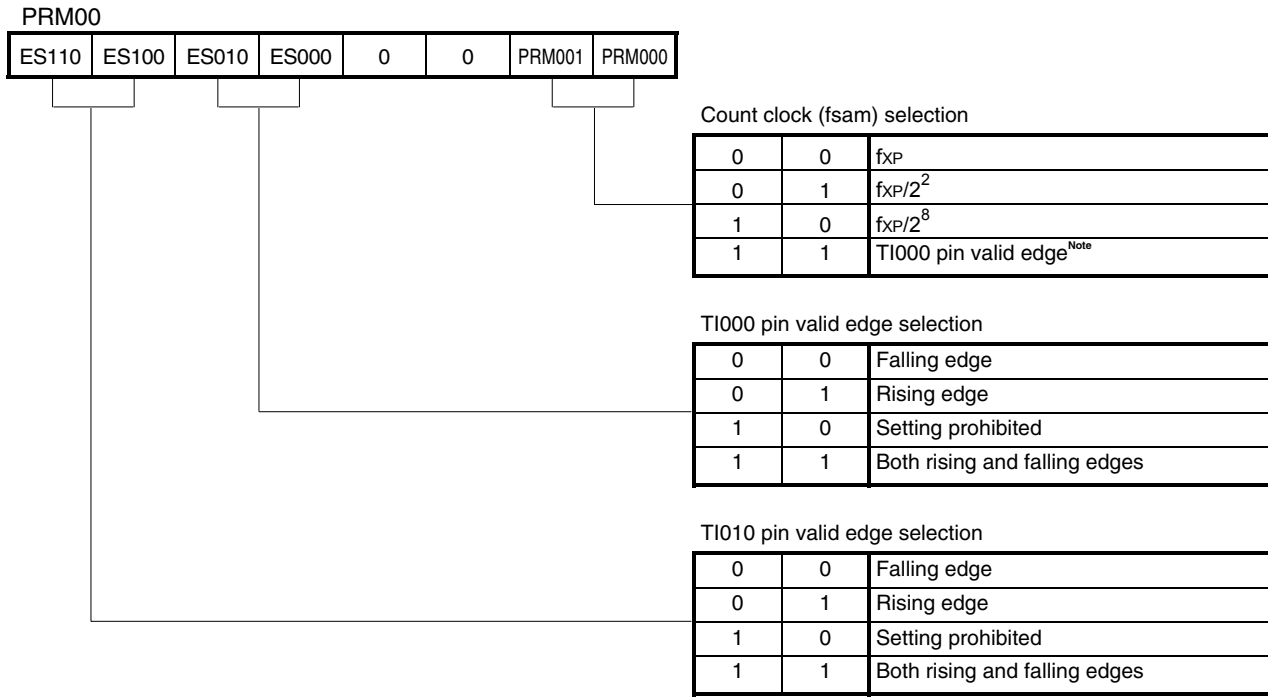 PRM00
ES110 ES100 ES010 ES000 0 0 PRM001 PRM000
Count clock (fsam) selection
0 0 fXP
0 1 fXP/2^2
1 0 fXP/2^8
1 1 TI000 pin valid edge^Note
TI000 pin valid edge selection
0 0 Falling edge
0 1 Rising edge
1 0 Setting prohibited
1 1 Both rising and falling edges
TI010 pin valid edge selection
0 0 Falling edge
0 1 Rising edge
1 0 Setting prohibited
1 1 Both rising and falling edges